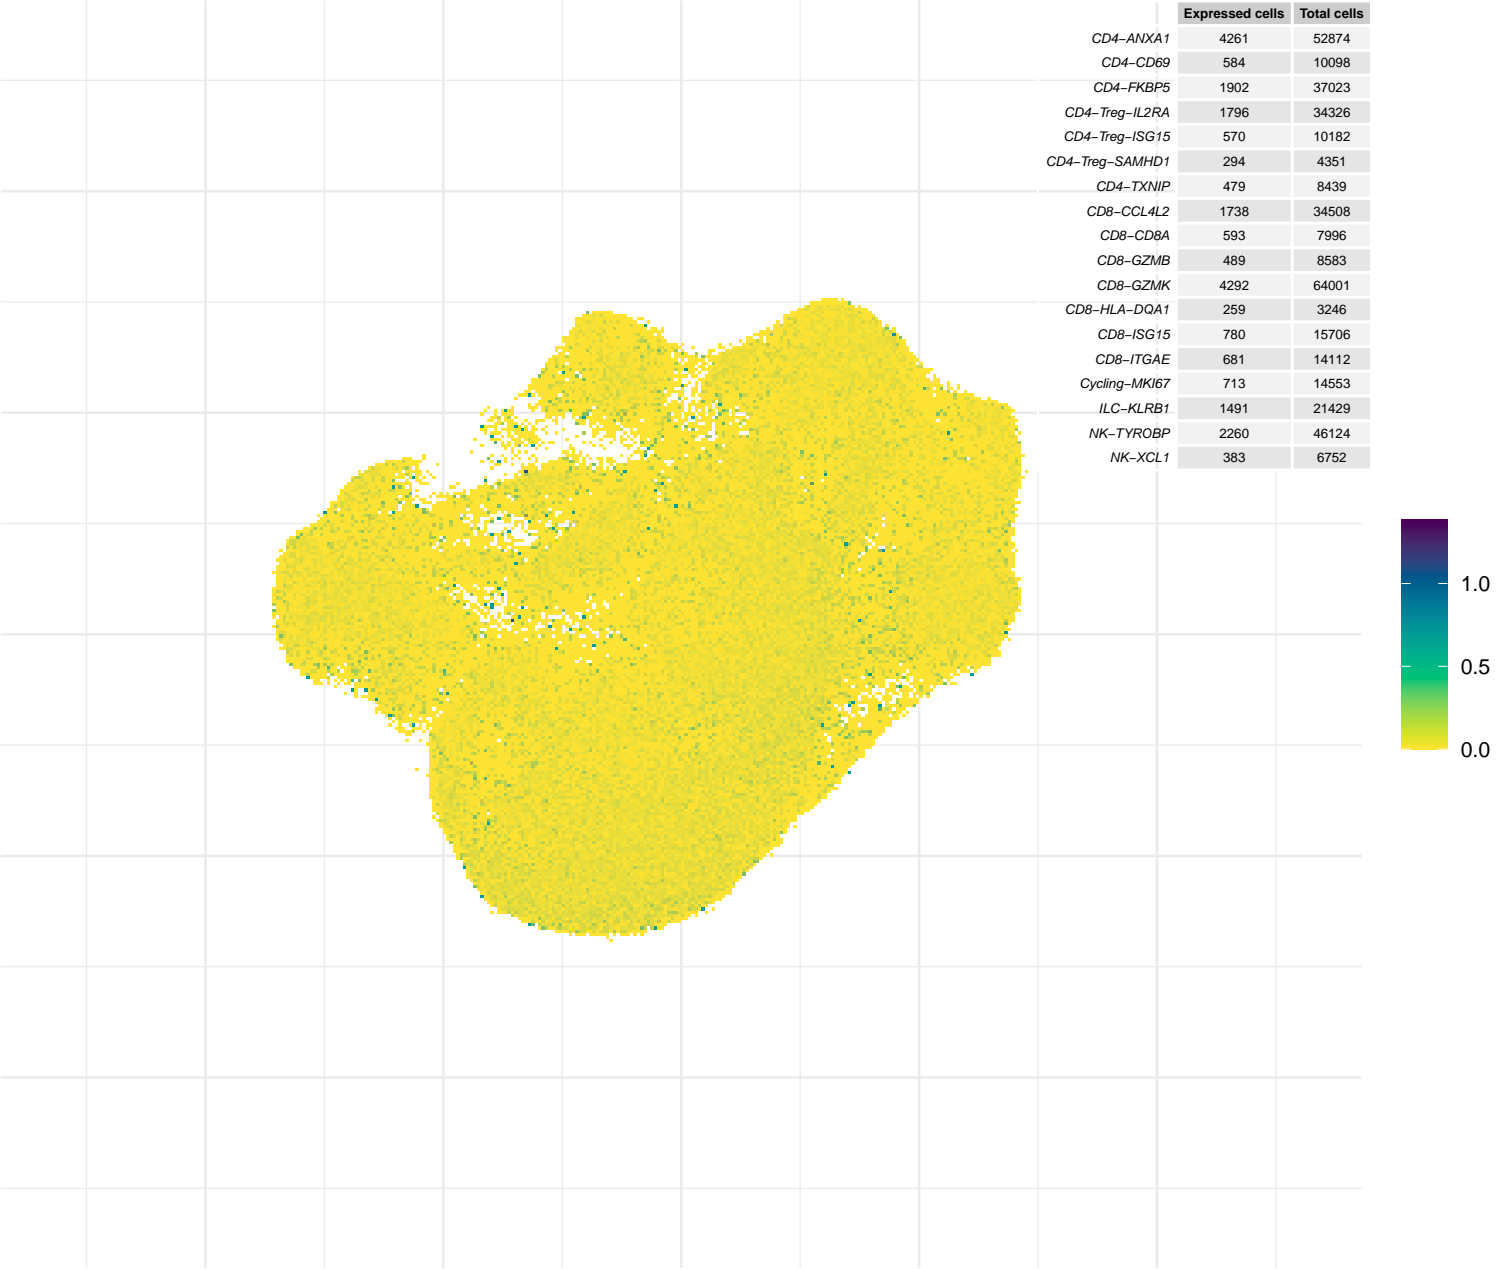 Expressed cells Total cells
CD4−ANXA1 4261 52874
CD4−CD69 584 10098
CD4−FKBP5 1902 37023
CD4−Treg−IL2RA 1796 34326
CD4−Treg−ISG15 570 10182
CD4−Treg−SAMHD1 294 4351
CD4−TXNIP 479 8439
CD8−CCL4L2 1738 34508
CD8−CD8A 593 7996
CD8−GZMB 489 8583
CD8−GZMK 4292 64001
CD8−HLA−DQA1 259 3246
CD8−ISG15 780 15706
CD8−ITGAE 681 14112
Cycling−MKI67 713 14553
ILC−KLRB1 1491 21429
NK−TYROBP 2260 46124
NK−XCL1 383 6752
1.0
0.5
0.0